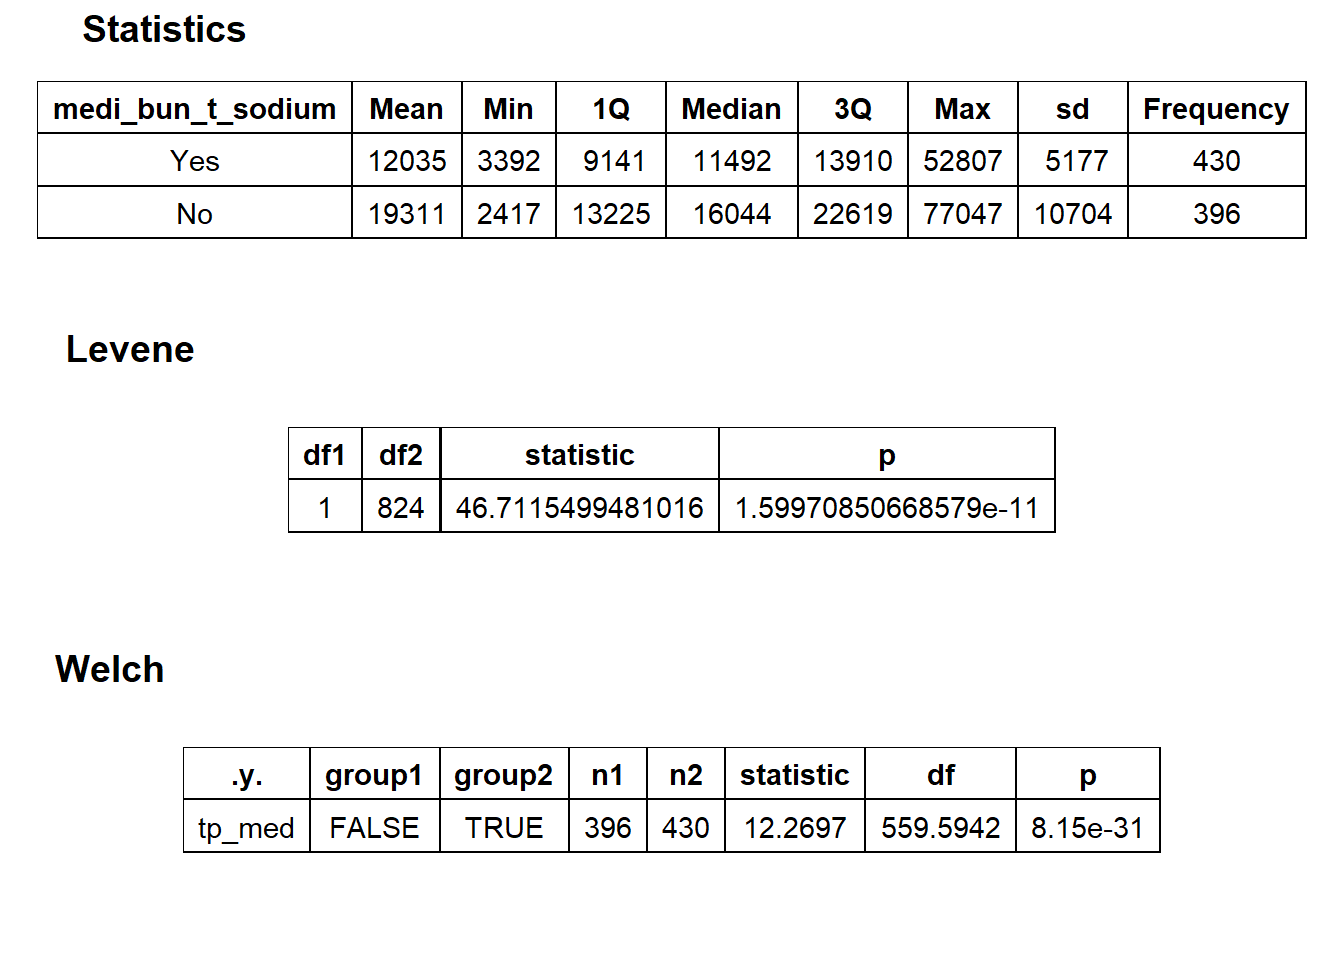 Statistics
medi_bun_t_sodium Mean Min 1Q Median 3Q Max sd Frequency
Yes 12035 3392 9141 11492 13910 52807 5177 430
No 19311 2417 13225 16044 22619 77047 10704 396
Levene
df1 df2 statistic p
1 824 46.7115499481016 1.59970850668579e-11
Welch
.y. group1 group2 n1 n2 statistic df p
tp_med FALSE TRUE 396 430 12.2697 559.5942 8.15e-31